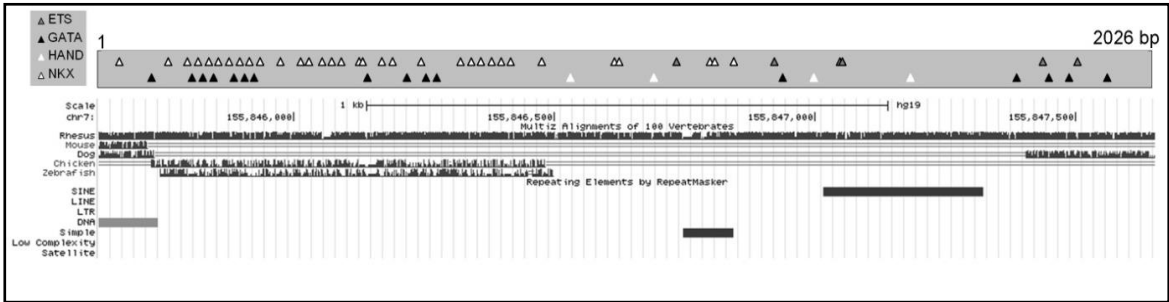 ETS
GATA
HAND
NKX
1 2026 bp
Scale 1 kb hg19
chr7: 155,846,000 155,846,500 155,847,000 155,847,500
Multiz Alignments of 100 Vertebrates
Rhesus
Mouse
Dog
Chicken
Zebrafish
Repeating Elements by RepeatMasker
SINE
LINE
LTR
DNA
Simple
Low Complexity
Satellite